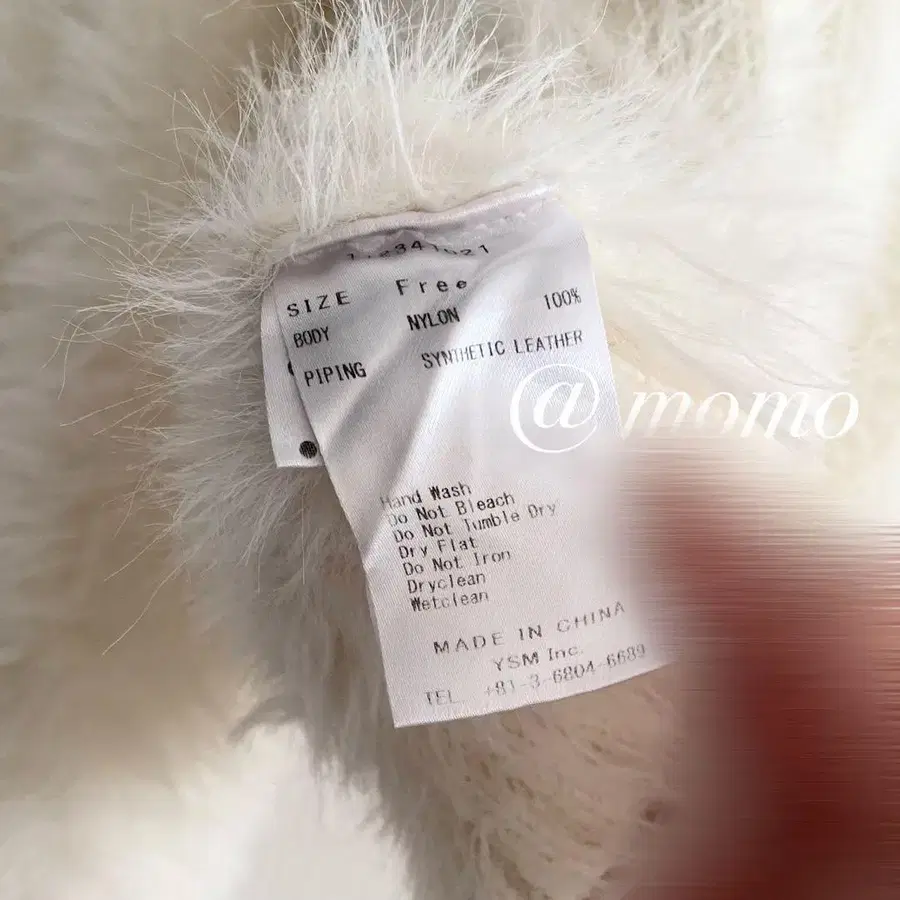 SIZE Free
BODY NYLON 100%
PIPING SYNTHETIC LEATHER
@momo
Hand Wash
Do Not Bleach
Do Not Tumble Dry
Dry Flat
Do Not Iron
Dryclean
Wetclean
MADE IN CHINA
YSM Inc.
TEL. +81-3-6804-6689